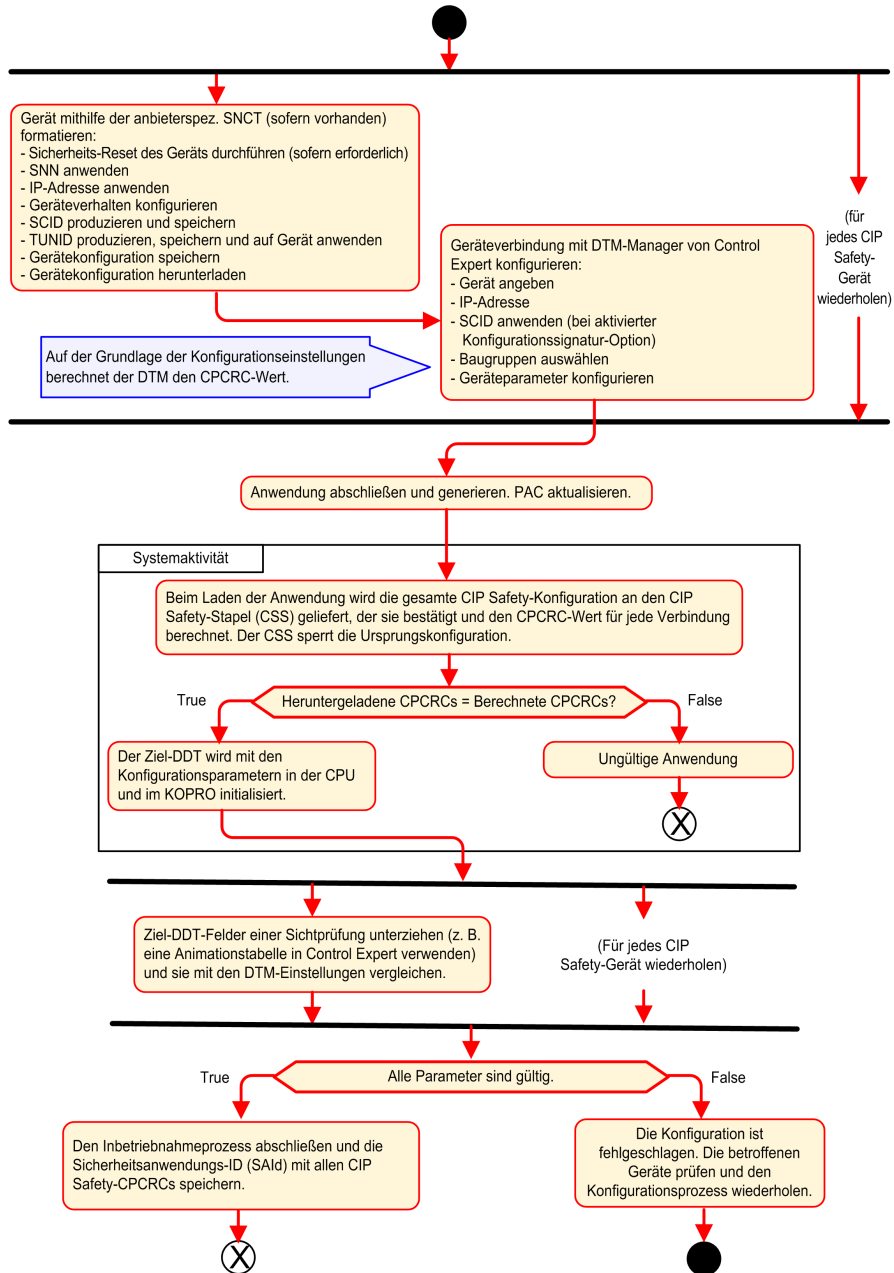 Gerät mithilfe der anbieterspez. SNCT (sofern vorhanden)
formatieren:
- Sicherheits-Reset des Geräts durchführen (sofern erforderlich)
- SNN anwenden
- IP-Adresse anwenden
- Geräteverhalten konfigurieren
- SCID produzieren und speichern
- TUNID produzieren, speichern und auf Gerät anwenden
- Gerätekonfiguration speichern
- Gerätekonfiguration herunterladen
(für
jedes CIP
Safety-
Gerät
wiederholen)
Geräteverbindung mit DTM-Manager von Control
Expert konfigurieren:
- Gerät angeben
- IP-Adresse
- SCID anwenden (bei aktivierter
Konfigurationssignatur-Option)
- Baugruppen auswählen
- Geräteparameter konfigurieren
Auf der Grundlage der Konfigurationseinstellungen
berechnet der DTM den CPCRC-Wert.
Anwendung abschließen und generieren. PAC aktualisieren.
Systemaktivität
Beim Laden der Anwendung wird die gesamte CIP Safety-Konfiguration an den CIP
Safety-Stapel (CSS) geliefert, der sie bestätigt und den CPCRC-Wert für jede Verbindung
berechnet. Der CSS sperrt die Ursprungskonfiguration.
True
Heruntergeladene CPCRCs = Berechnete CPCRCs?
False
Der Ziel-DDT wird mit den
Konfigurationsparametern in der CPU
und im KOPRO initialisiert.
Ungültige Anwendung
X
Ziel-DDT-Felder einer Sichtprüfung unterziehen (z. B.
eine Animationstabelle in Control Expert verwenden)
und sie mit den DTM-Einstellungen vergleichen.
(Für jedes CIP
Safety-Gerät wiederholen)
True
Alle Parameter sind gültig.
False
Den Inbetriebnahmeprozess abschließen und die
Sicherheitsanwendungs-ID (SAId) mit allen CIP
Safety-CPCRCs speichern.
Die Konfiguration ist
fehlgeschlagen. Die betroffenen
Geräte prüfen und den
Konfigurationsprozess wiederholen.
X